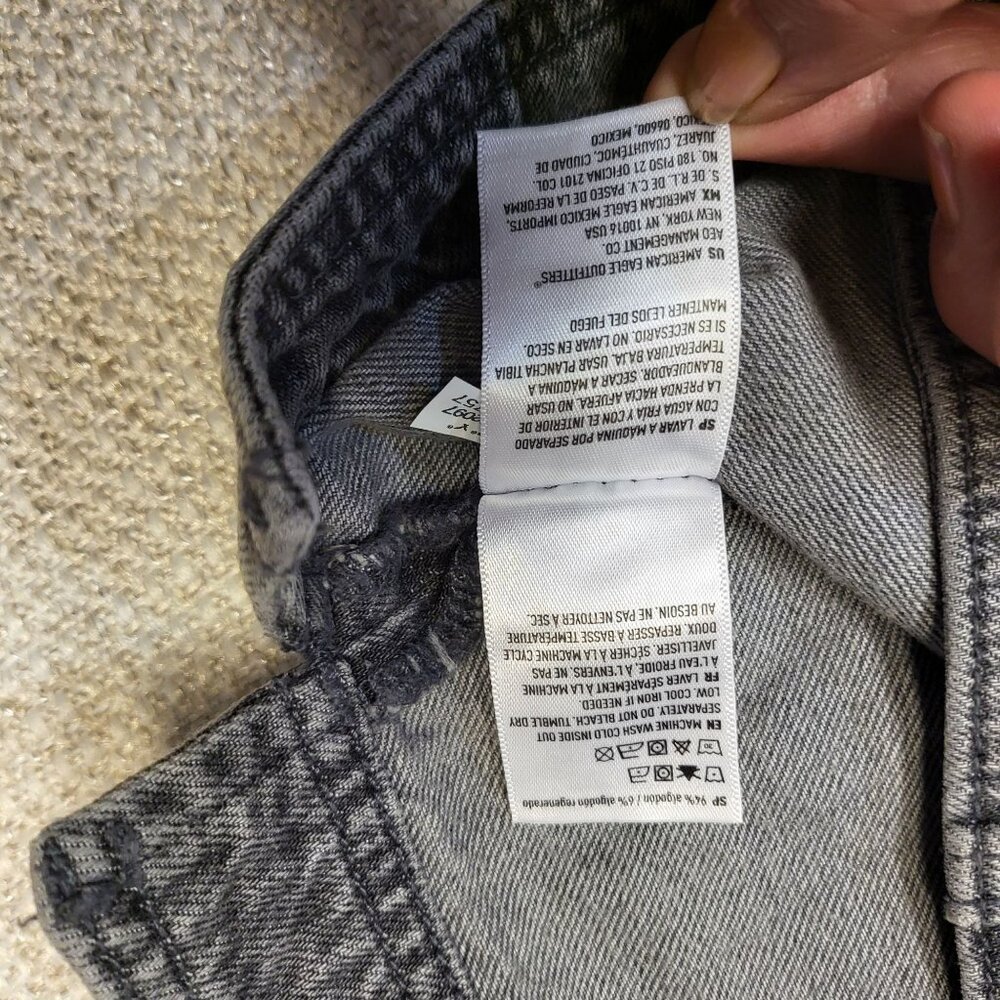 SP 94% algodón / 6% algodón regenerado
EN MACHINE WASH COLD INSIDE OUT
SEPARATELY. DO NOT BLEACH. TUMBLE DRY
LOW. COOL IRON IF NEEDED
FR LAVER SÉPARÉMENT À LA MACHINE
À L'EAU FROIDE, À L'ENVERS. NE PAS
JAVELLISER. SÉCHER À LA MACHINE CYCLE
DOUX. REPASSER À BASSE TEMPÉRATURE
AU BESOIN. NE PAS NETTOYER À SEC.
SP LAVAR A MÁQUINA POR SEPARADO
CON AGUA FRIA Y CON EL INTERIOR DE
LA PRENDA HACIA AFUERA. NO USAR
BLANQUEADOR. SECAR A MÁQUINA A
TEMPERATURA BAJA. USAR PLANCHA TIBIA
SI ES NECESARIO. NO LAVAR EN SECO.
MANTENER LEJOS DEL FUEGO
US AMERICAN EAGLE OUTFITTERS®
AEO MANAGEMENT CO.
NEW YORK, NY 10016 USA
MX AMERICAN EAGLE MEXICO IMPORTS,
S. DE R.L. DE C.V. PASEO DE LA REFORMA
NO. 180 PISO 21 OFICINA 2101 COL.
JUÁREZ, CUAUHTÉMOC, CIUDAD DE
MÉXICO, 06600, MEXICO